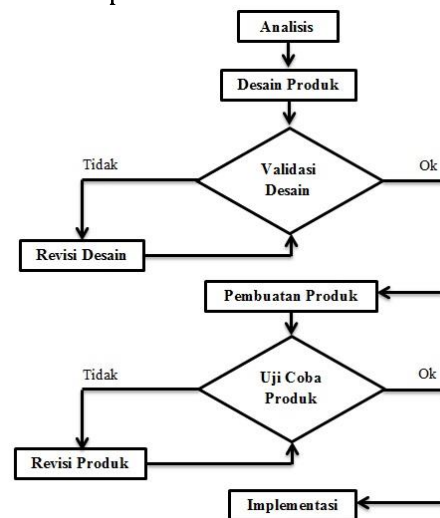 Analisis
Desain Produk
Validasi
Desain
Tidak
Ok
Revisi Desain
Pembuatan Produk
Uji Coba
Produk
Tidak
Ok
Revisi Produk
Implementasi